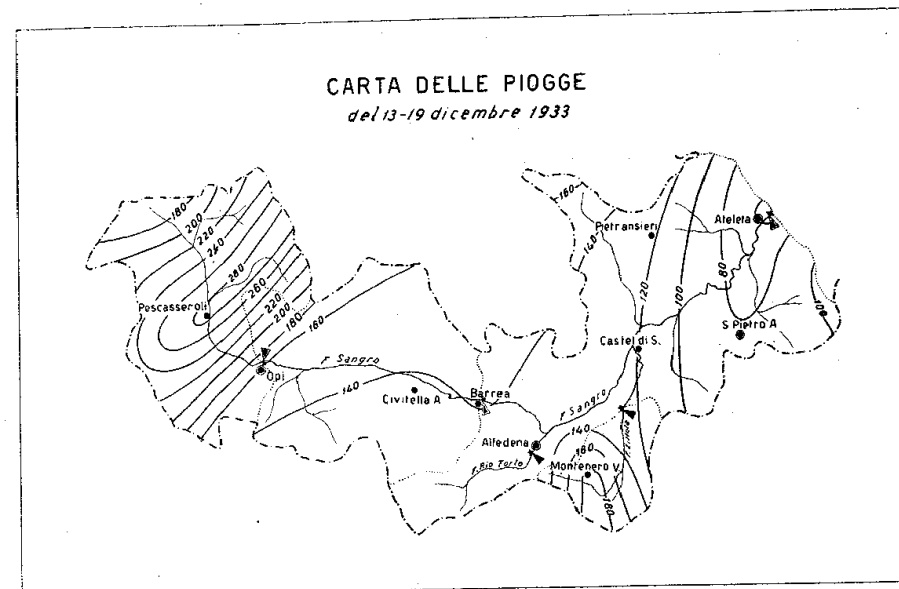 CARTA DELLE PIOGGE
del 13-19 dicembre 1933
180
200
220
240
280
260
220
200
180
160
Pescasseroli
Opi
F. Sangro
140
Civitella A
Barrea
Alfedena
F. Sangro
F. Rio Torto
140
Montenero V.
180
160
140
Pietransieri
Ateleta
120
100
80
S. Pietro A
Castel di S.